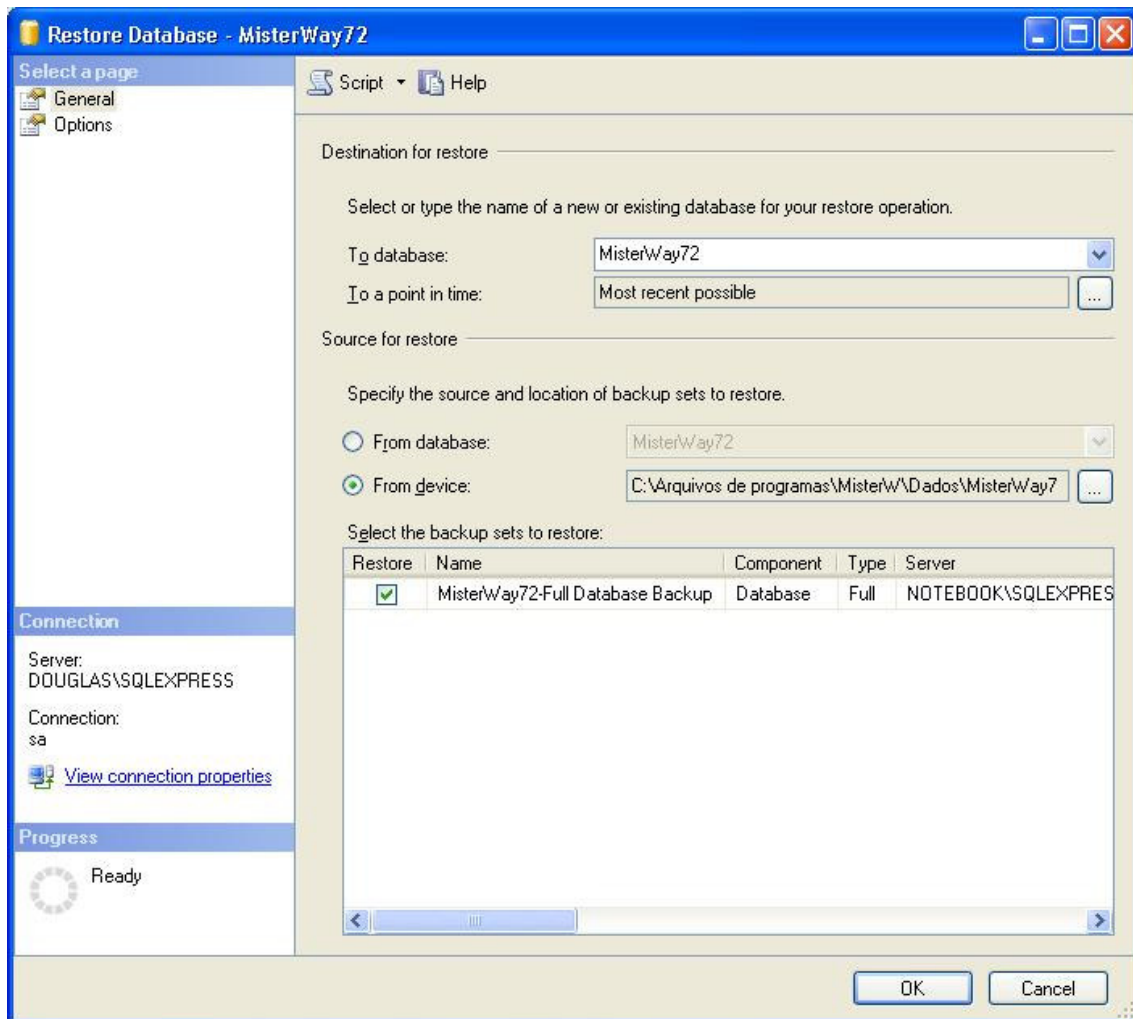 Restore Database - MisterWay72
Select a page
General
Options
Script Help
Destination for restore
Select or type the name of a new or existing database for your restore operation.
To database: MisterWay72
To a point in time: Most recent possible ...
Source for restore
Specify the source and location of backup sets to restore.
From database: MisterWay72
From device: C:\Arquivos de programas\MisterW\Dados\MisterWay7 ...
Select the backup sets to restore:
Restore Name Component Type Server
MisterWay72-Full Database Backup Database Full NOTEBOOK\SQLEXPRES
Connection
Server:
DOUGLAS\SQLEXPRESS
Connection:
sa
View connection properties
Progress
Ready
OK Cancel